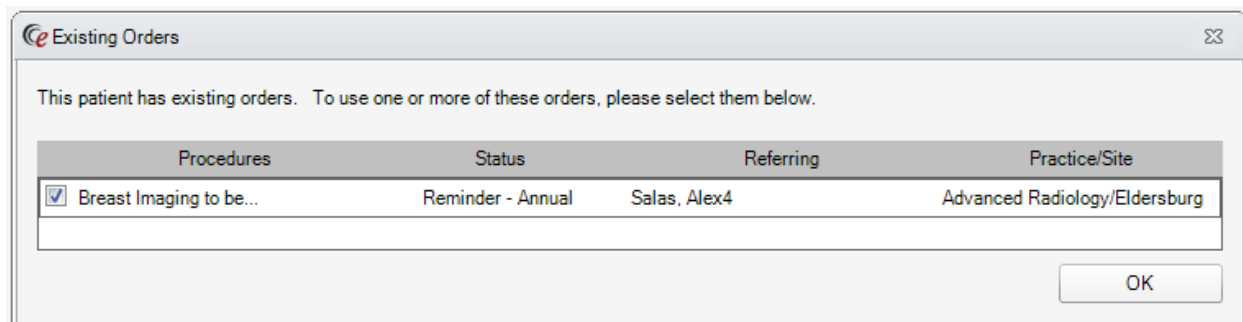 Existing Orders
This patient has existing orders. To use one or more of these orders, please select them below.
Procedures Status Referring Practice/Site
Breast Imaging to be... Reminder - Annual Salas, Alex4 Advanced Radiology/Eldersburg
OK